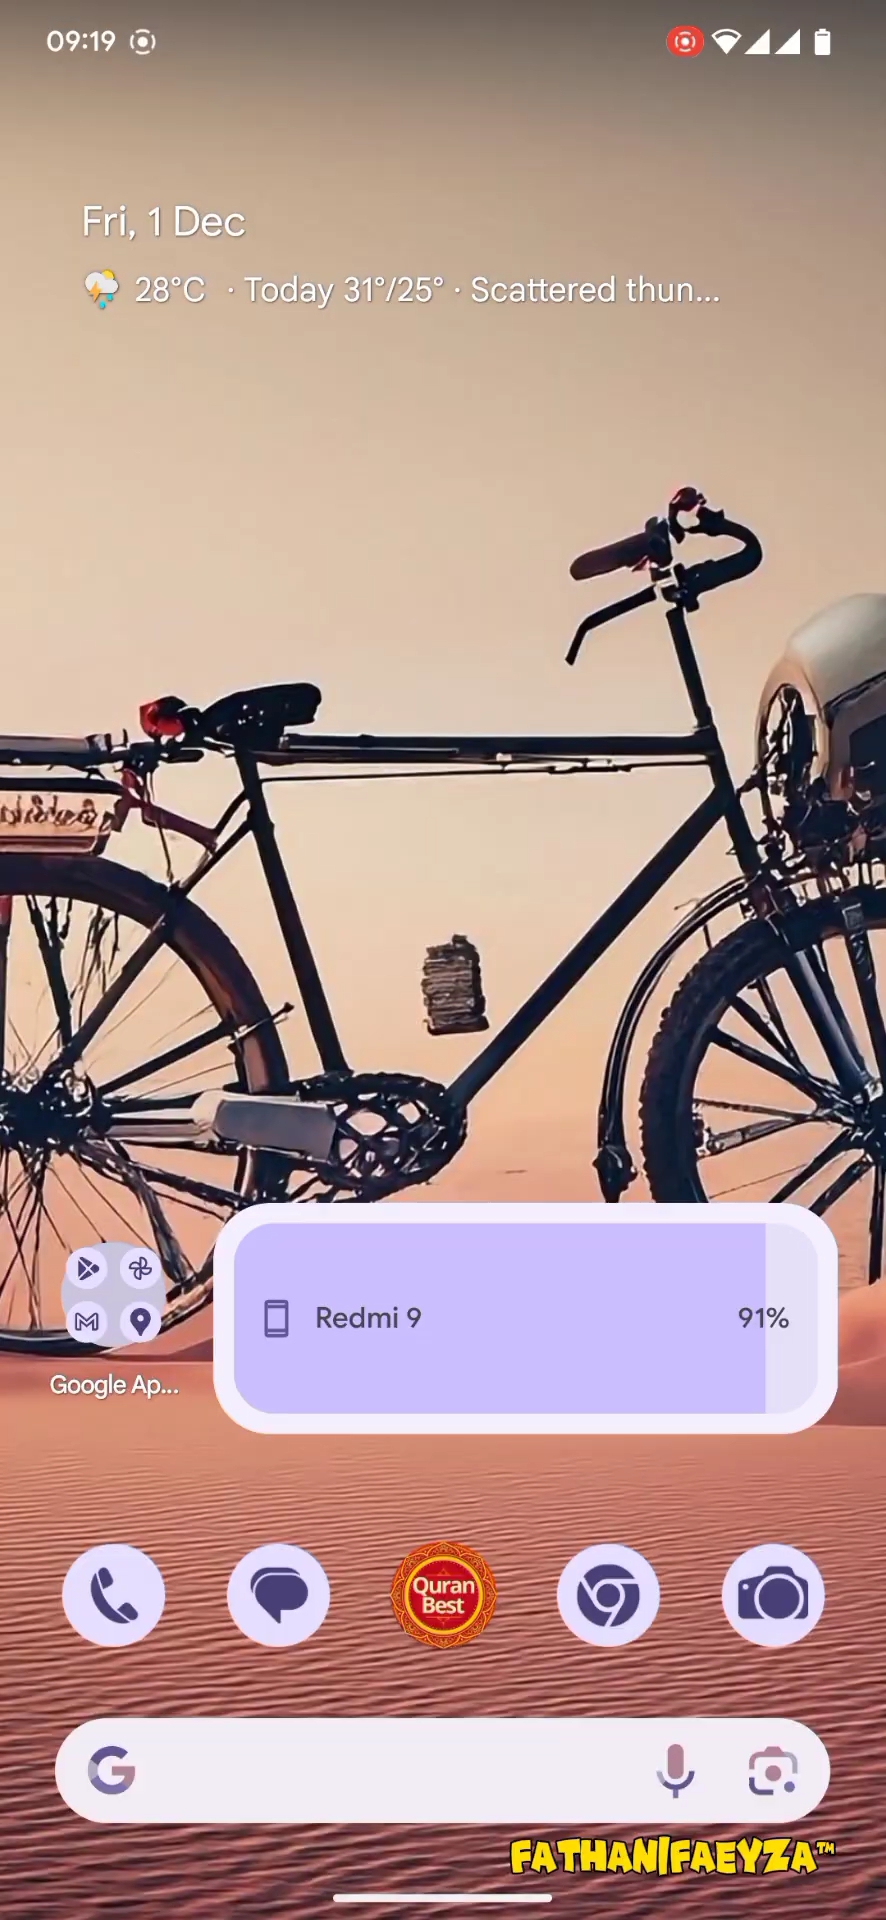 09:19
Fri, 1 Dec
28°C · Today 31°/25° · Scattered thun...
Redmi 9 91%
Google Ap...
Quran
Best
FATHANIFAEYZA™